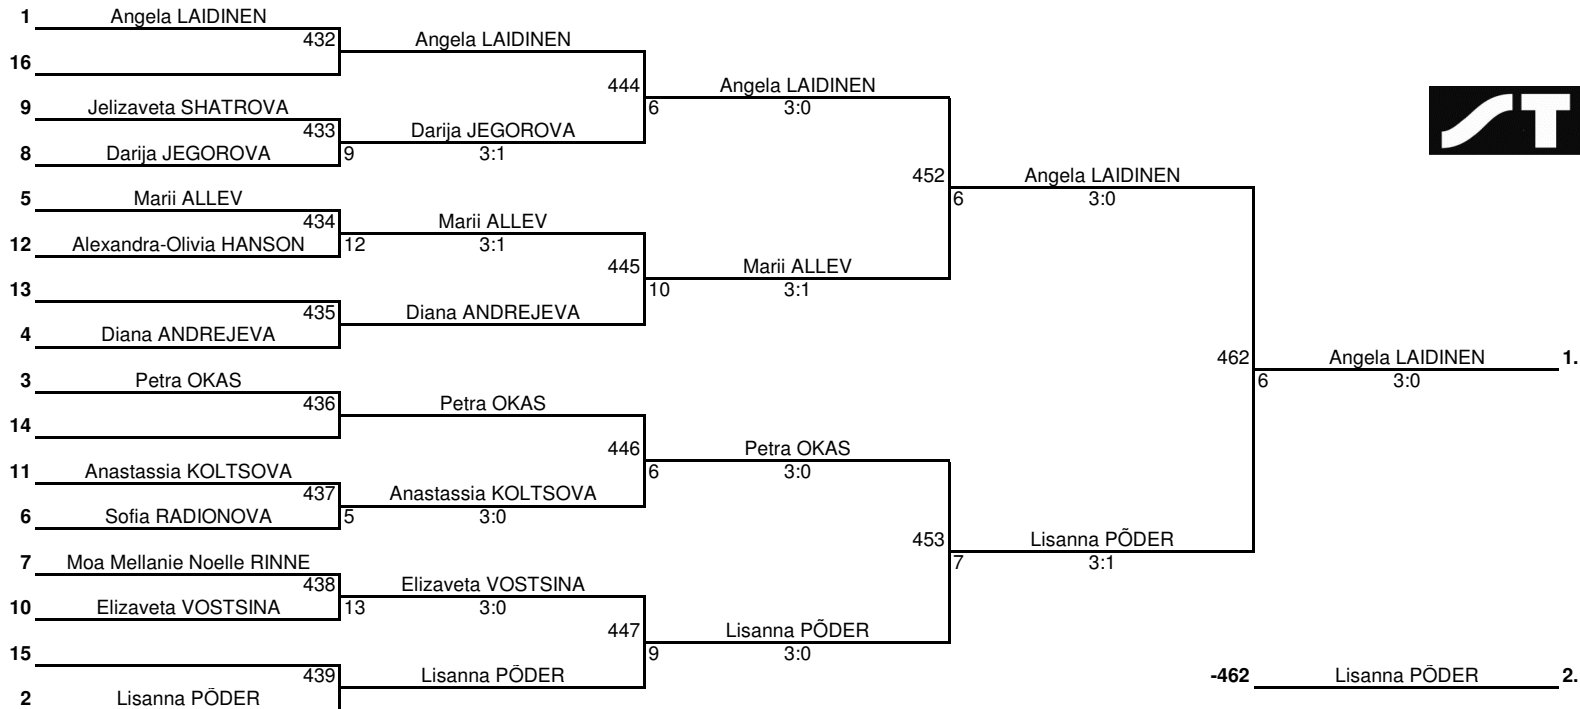 1 Angela LAIDINEN
432 Angela LAIDINEN
16
444 Angela LAIDINEN
6 3:0
9 Jelizaveta SHATROVA
433 Darija JEGOROVA
8 Darija JEGOROVA 9 3:1
ST
452 Angela LAIDINEN
6 3:0
5 Marii ALLEV
434 Marii ALLEV
12 Alexandra-Olivia HANSON 12 3:1
445 Marii ALLEV
10 3:1
13
435 Diana ANDREJEVA
4 Diana ANDREJEVA
462 Angela LAIDINEN 1.
6 3:0
3 Petra OKAS
436 Petra OKAS
14
446 Petra OKAS
6 3:0
11 Anastassia KOLTSOVA
437 Anastassia KOLTSOVA
6 Sofia RADIONOVA 5 3:0
453 Lisanna PÕDER
7 3:1
7 Moa Mellanie Noelle RINNE
438 Elizaveta VOSTSINA
10 Elizaveta VOSTSINA 13 3:0
447 Lisanna PÕDER
9 3:0
15
439 Lisanna PÕDER
-462 Lisanna PÕDER 2.
2 Lisanna PÕDER